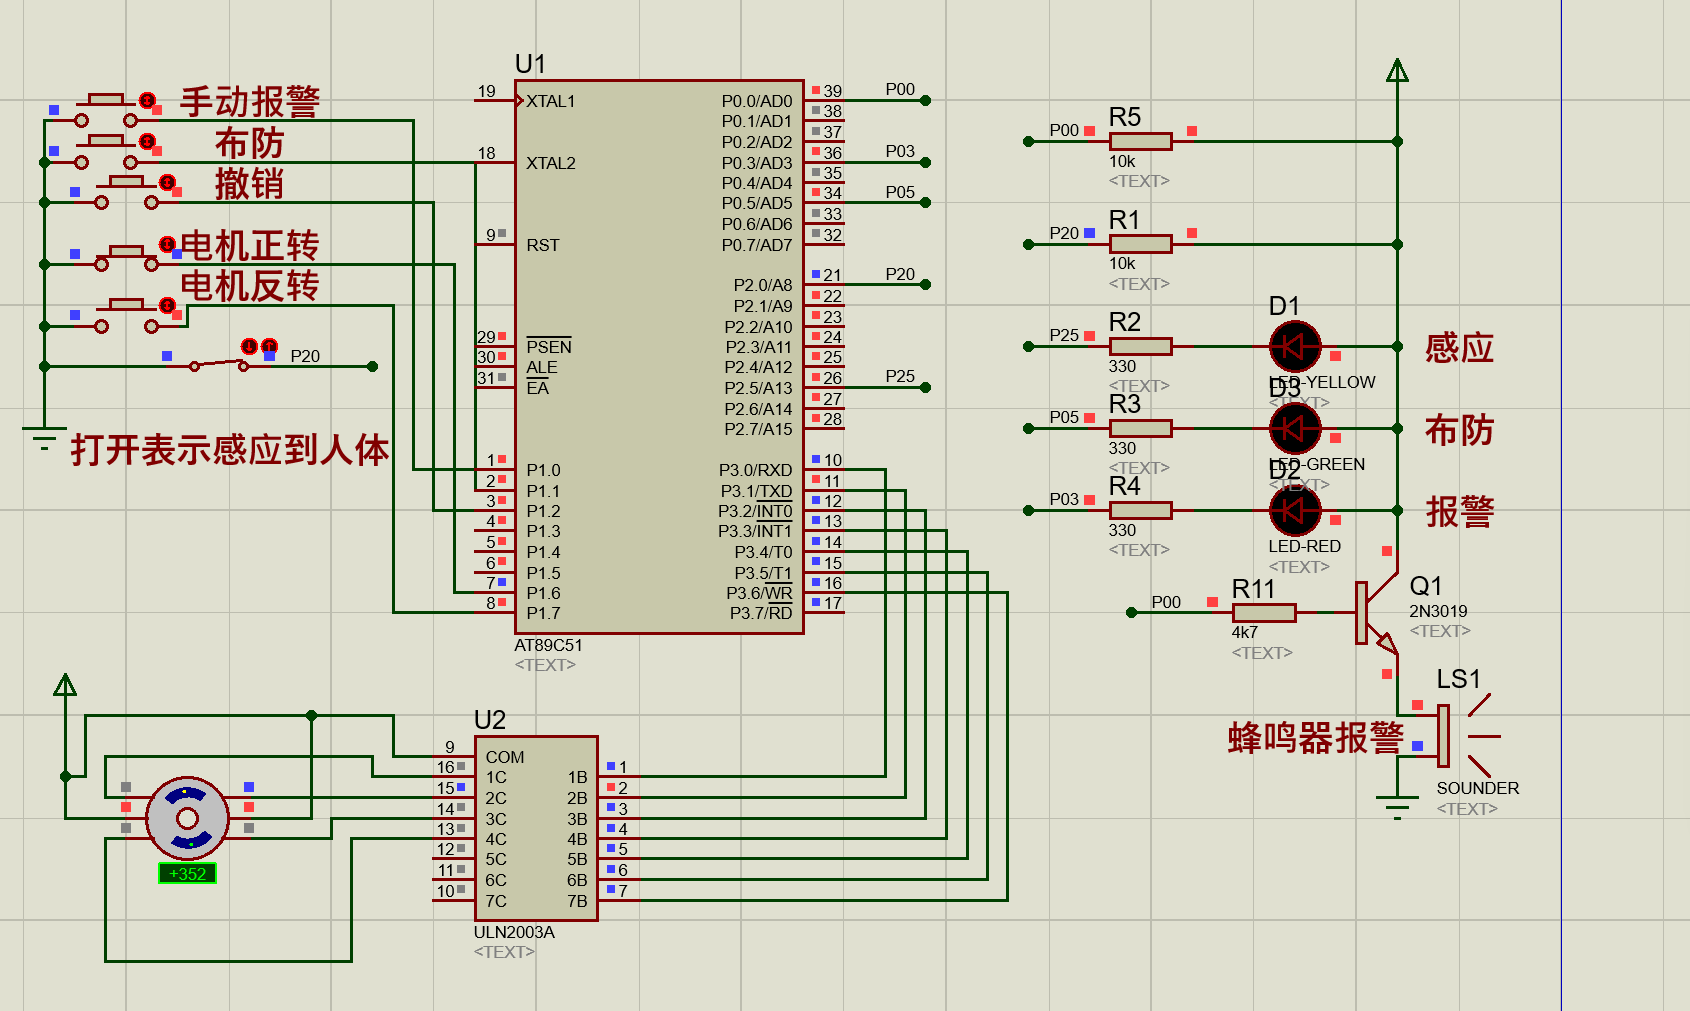 手动报警
布防
撤销
电机正转
电机反转
P20
打开表示感应到人体
U1
19 XTAL1
18 XTAL2
9 RST
29 PSEN
30 ALE
31 EA
1 P1.0
2 P1.1
3 P1.2
4 P1.3
5 P1.4
6 P1.5
7 P1.6
8 P1.7
P0.0/AD0 39 P00
P0.1/AD1 38
P0.2/AD2 37
P0.3/AD3 36 P03
P0.4/AD4 35
P0.5/AD5 34 P05
P0.6/AD6 33
P0.7/AD7 32
P2.0/A8 21 P20
P2.1/A9 22
P2.2/A10 23
P2.3/A11 24
P2.4/A12 25
P2.5/A13 26 P25
P2.6/A14 27
P2.7/A15 28
P3.0/RXD 10
P3.1/TXD 11
P3.2/INT0 12
P3.3/INT1 13
P3.4/T0 14
P3.5/T1 15
P3.6/WR 16
P3.7/RD 17
AT89C51
<TEXT>
P00 R5
10k
<TEXT>
P20 R1
10k
<TEXT>
P25 R2
330
<TEXT>
D1
LED-YELLOW
<TEXT>
感应
P05 R3
330
<TEXT>
D3
LED-GREEN
<TEXT>
布防
P03 R4
330
<TEXT>
D2
LED-RED
<TEXT>
报警
P00 R11
4k7
<TEXT>
Q1
2N3019
<TEXT>
LS1
蜂鸣器报警
SOUNDER
<TEXT>
+352
U2
9 COM
16 1C
15 2C
14 3C
13 4C
12 5C
11 6C
10 7C
1B 1
2B 2
3B 3
4B 4
5B 5
6B 6
7B 7
ULN2003A
<TEXT>